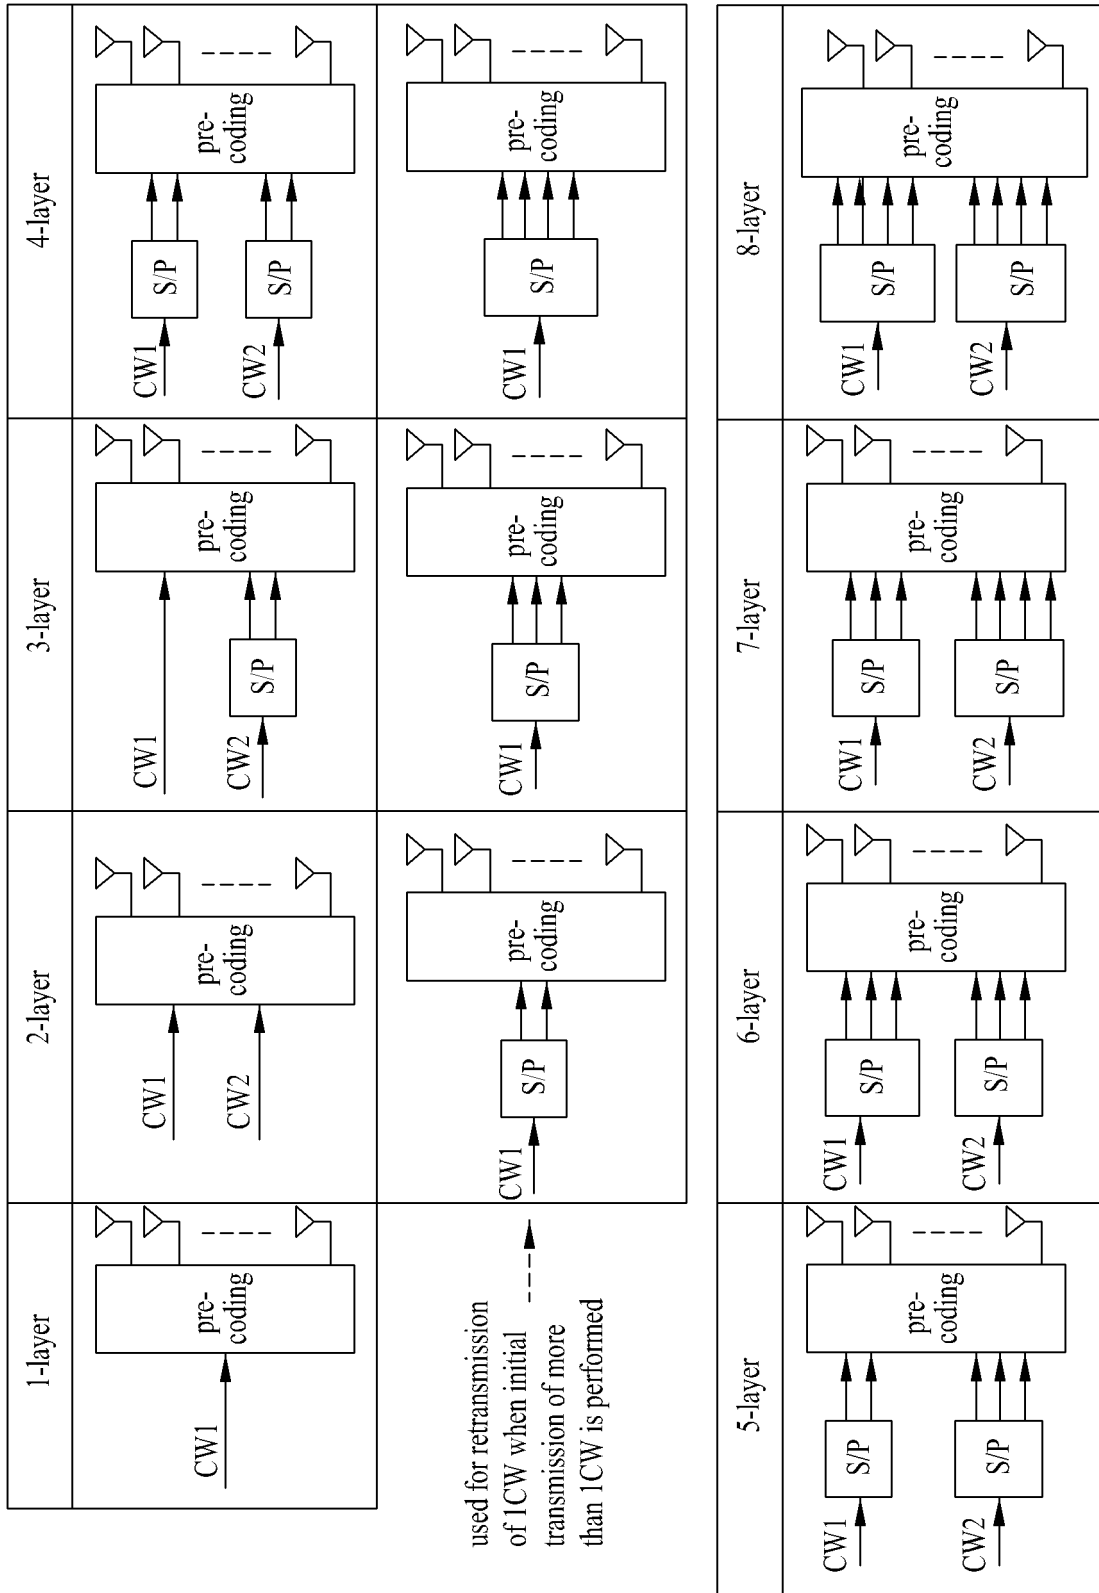 1-layer
2-layer
3-layer
4-layer
CW1
pre-
coding
CW1
CW2
pre-
coding
CW1
CW2
S/P
pre-
coding
CW1
CW2
S/P
S/P
pre-
coding
used for retransmission
of 1CW when initial
transmission of more
than 1CW is performed
CW1
S/P
pre-
coding
CW1
S/P
pre-
coding
CW1
S/P
pre-
coding
5-layer
6-layer
7-layer
8-layer
CW1
CW2
S/P
S/P
pre-
coding
CW1
CW2
S/P
S/P
pre-
coding
CW1
CW2
S/P
S/P
pre-
coding
CW1
CW2
S/P
S/P
pre-
coding